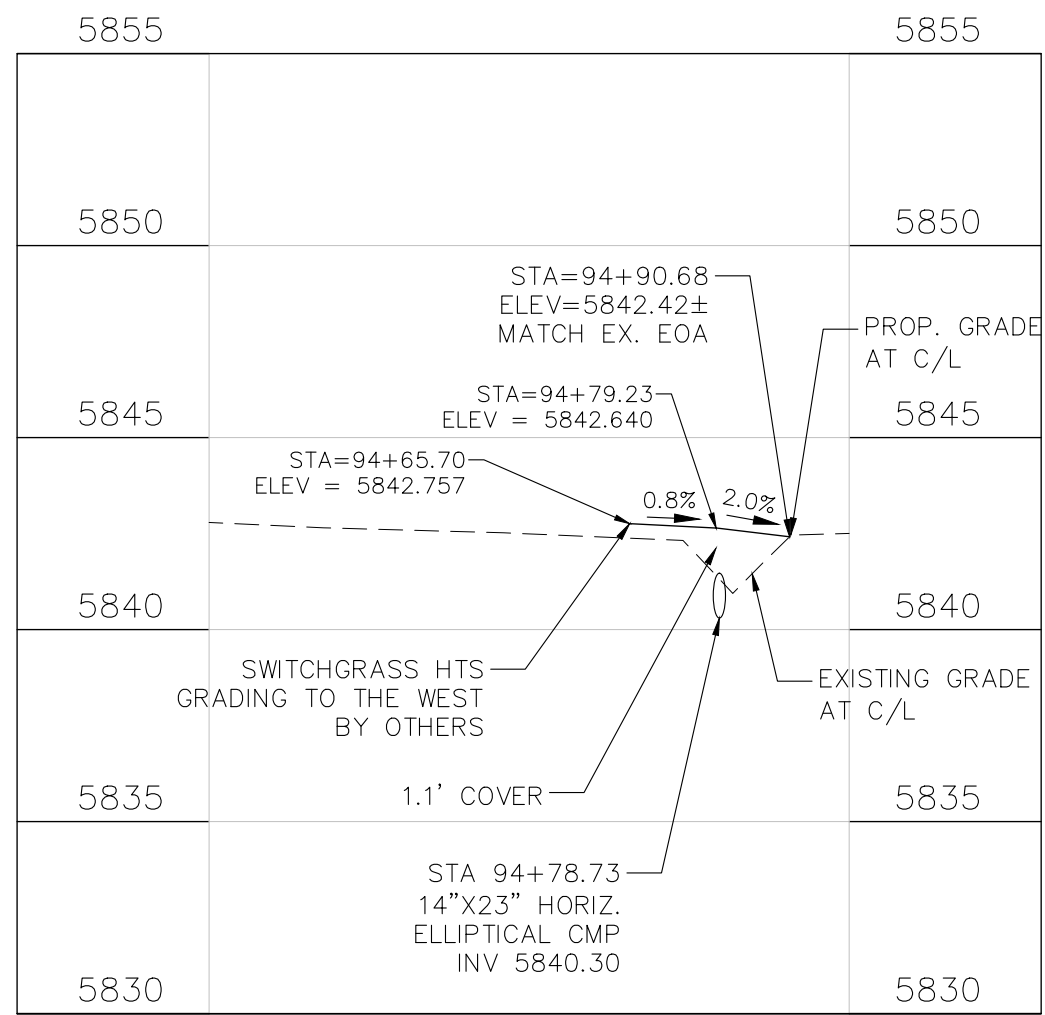 5855
5855
5850
5850
STA=94+90.68
ELEV=5842.42±
MATCH EX. EOA
PROP. GRADE
AT C/L
STA=94+79.23
ELEV = 5842.640
5845
5845
STA=94+65.70
ELEV = 5842.757
0.8%
2.0%
5840
5840
SWITCHGRASS HTS
GRADING TO THE WEST
BY OTHERS
EXISTING GRADE
AT C/L
1.1' COVER
5835
5835
STA 94+78.73
14"X23" HORIZ.
ELLIPTICAL CMP
INV 5840.30
5830
5830